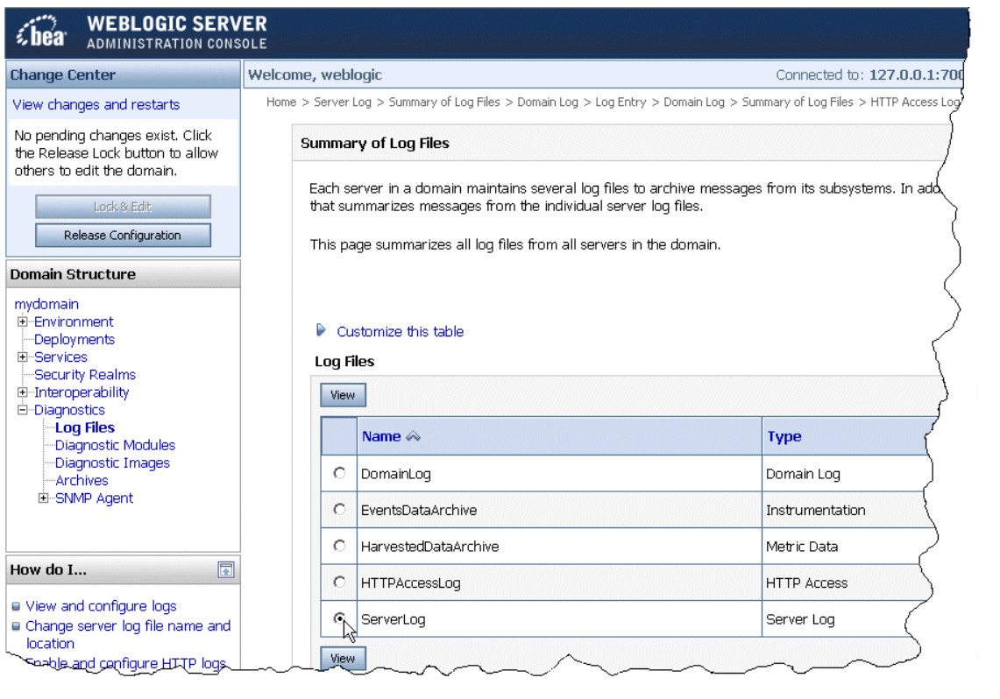 bea
WEBLOGIC SERVER
ADMINISTRATION CONSOLE
Change Center
View changes and restarts
No pending changes exist. Click
the Release Lock button to allow
others to edit the domain.
Lock & Edit
Release Configuration
Domain Structure
mydomain
Environment
Deployments
Services
Security Realms
Interoperability
Diagnostics
Log Files
Diagnostic Modules
Diagnostic Images
Archives
SNMP Agent
How do I...
View and configure logs
Change server log file name and
location
Enable and configure HTTP logs
Welcome, weblogic
Connected to: 127.0.0.1:700
Home > Server Log > Summary of Log Files > Domain Log > Log Entry > Domain Log > Summary of Log Files > HTTP Access Log
Summary of Log Files
Each server in a domain maintains several log files to archive messages from its subsystems. In add
that summarizes messages from the individual server log files.
This page summarizes all log files from all servers in the domain.
Customize this table
Log Files
View
Name Type
DomainLog Domain Log
EventsDataArchive Instrumentation
HarvestedDataArchive Metric Data
HTTPAccessLog HTTP Access
ServerLog Server Log
View